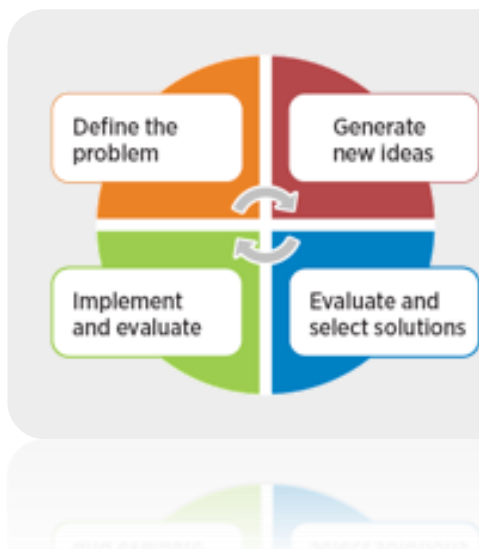 Define the
problem
Generate
new ideas
Implement
and evaluate
Evaluate and
select solutions